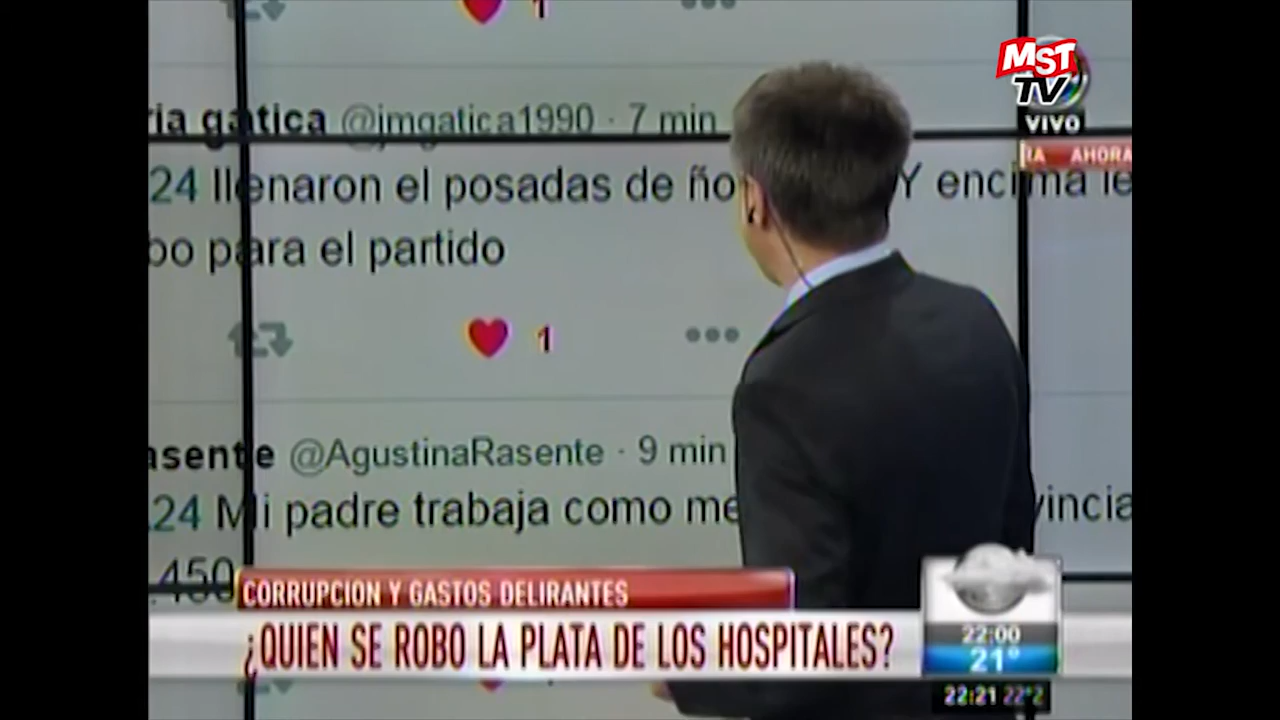 1
MST
TV
VIVO
ria gatica @jmgatica1990 · 7 min
RA AHORA
24 llenaron el posadas de ño Y encima le
bo para el partido
1
asente @AgustinaRasente · 9 min
.24 Mi padre trabaja como me vincia
.450
CORRUPCION Y GASTOS DELIRANTES
¿QUIEN SE ROBO LA PLATA DE LOS HOSPITALES?
22:00
21°
22:21 22°2